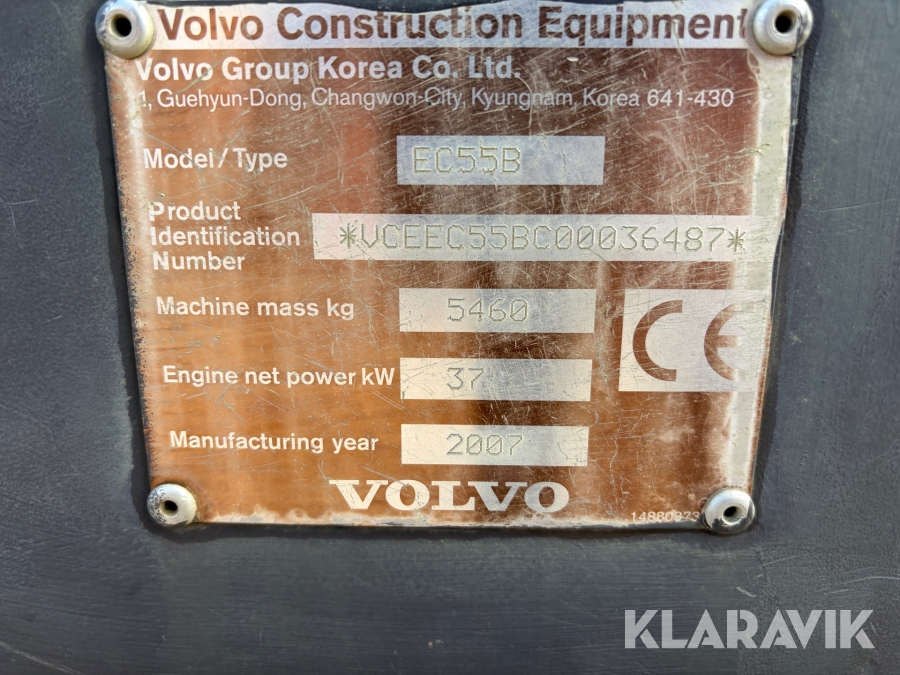 Volvo Construction Equipment
Volvo Group Korea Co. Ltd.
1, Guehyun-Dong, Changwon-City, Kyungnam, Korea 641-430
Model/Type EC55B
Product
Identification *VCEEC55BC00036487*
Number
Machine mass kg 5460
CE
Engine net power kW 37
Manufacturing year 2007
VOLVO
KLARAVIK